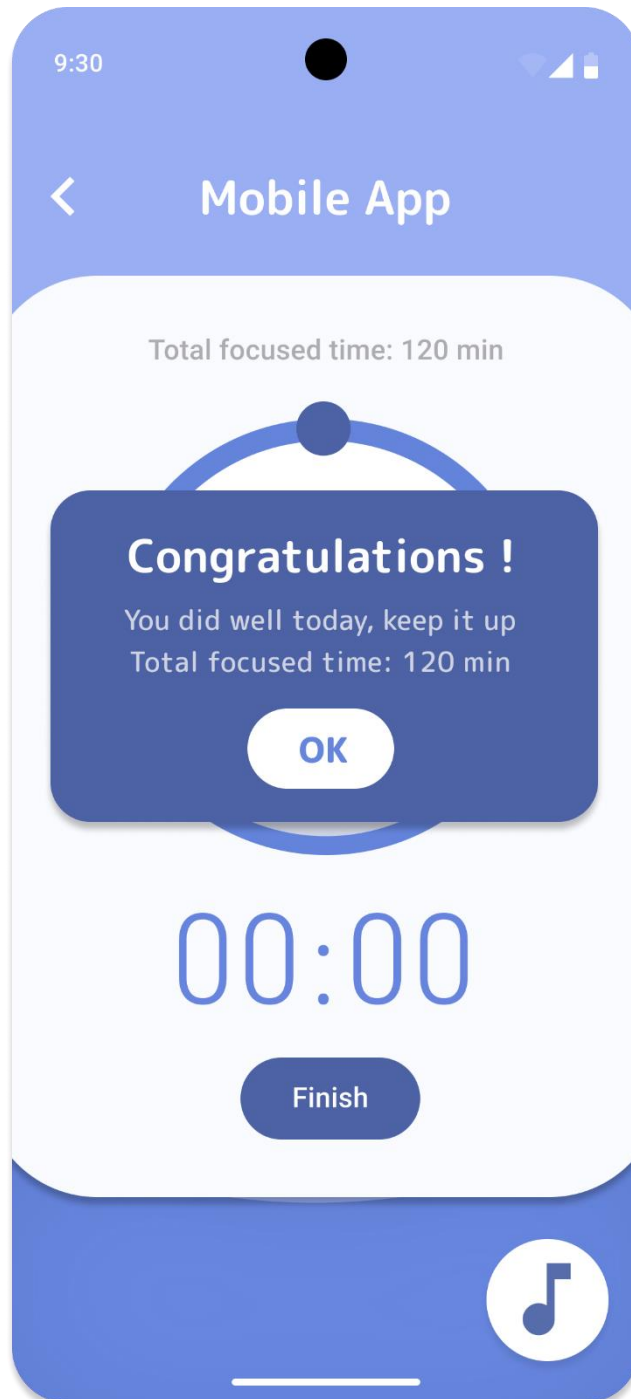 9:30
Mobile App
Total focused time: 120 min
Congratulations !
You did well today, keep it up
Total focused time: 120 min
OK
00:00
Finish